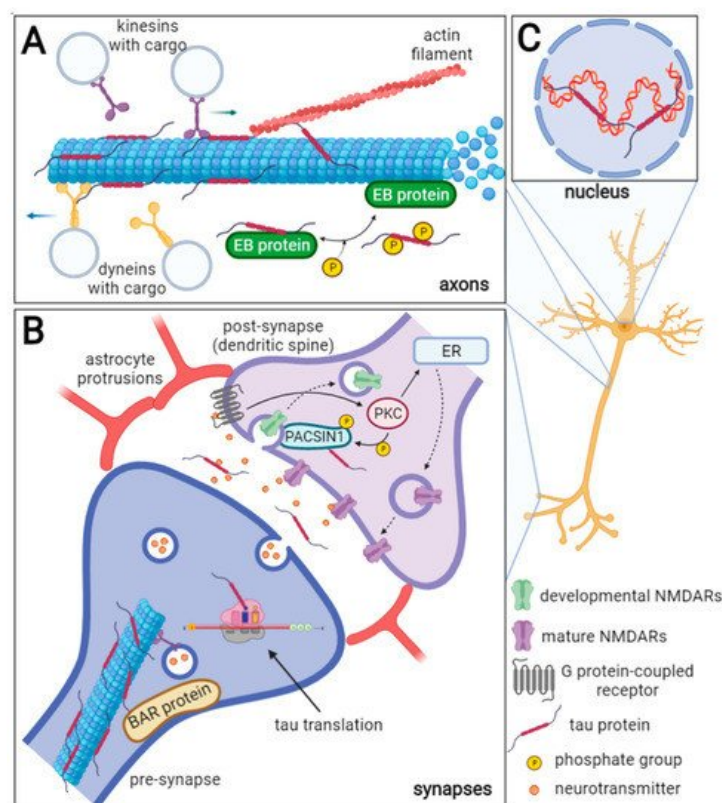 A
kinesins
with cargo
actin
filament
EB protein
EB protein
P
P
P
dyneins
with cargo
axons
C
nucleus
B
post-synapse
(dendritic spine)
astrocyte
protrusions
ER
PKC
P
PACSIN1
P
BAR protein
tau translation
pre-synapse
synapses
developmental NMDARs
mature NMDARs
G protein-coupled
receptor
tau protein
P
phosphate group
neurotransmitter